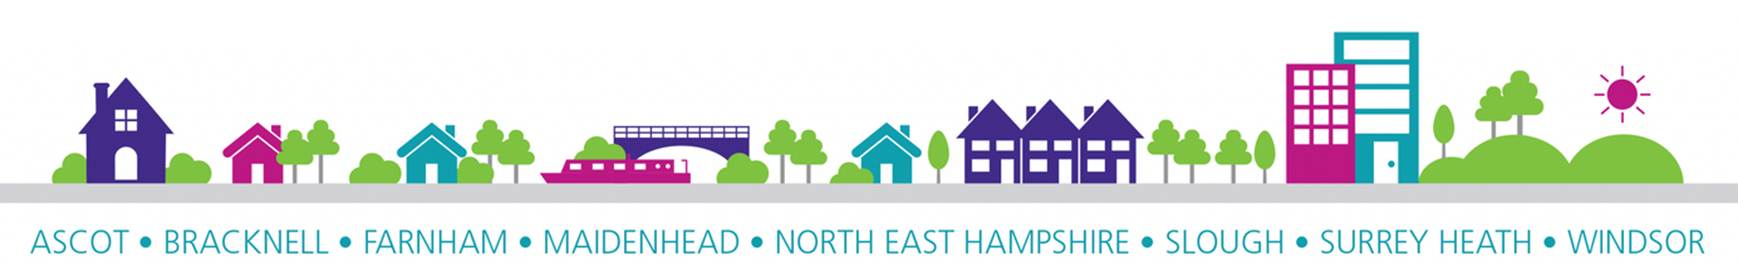 ASCOT • BRACKNELL • FARNHAM • MAIDENHEAD • NORTH EAST HAMPSHIRE • SLOUGH • SURREY HEATH • WINDSOR